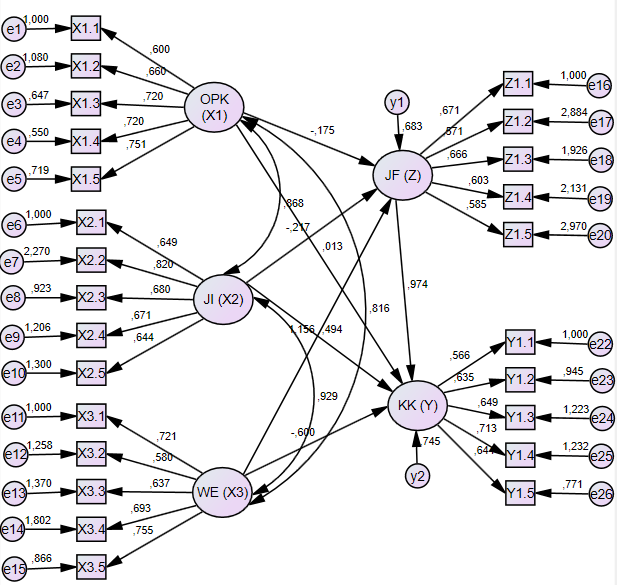 e1 1,000 X1.1
e2 1,080 X1.2
e3 ,647 X1.3
e4 ,550 X1.4
e5 ,719 X1.5
,600
,660
,720
,720
,751
OPK
(X1)
e6 1,000 X2.1
e7 2,270 X2.2
e8 ,923 X2.3
e9 1,206 X2.4
e10 1,300 X2.5
,649
,820
,680
,671
,644
JI (X2)
e11 1,000 X3.1
e12 1,258 X3.2
e13 1,370 X3.3
e14 1,802 X3.4
e15 ,866 X3.5
,721
,580
,637
,693
,755
WE (X3)
-,175
,868
-,217
,013
,816
1,156
,494
,929
-,600
,974
y1
,683
JF (Z)
,671
,571
,666
,603
,585
Z1.1 1,000 e16
Z1.2 2,884 e17
Z1.3 1,926 e18
Z1.4 2,131 e19
Z1.5 2,970 e20
KK (Y)
,745
y2
,566
,635
,649
,713
,644
Y1.1 1,000 e22
Y1.2 ,945 e23
Y1.3 1,223 e24
Y1.4 1,232 e25
Y1.5 ,771 e26